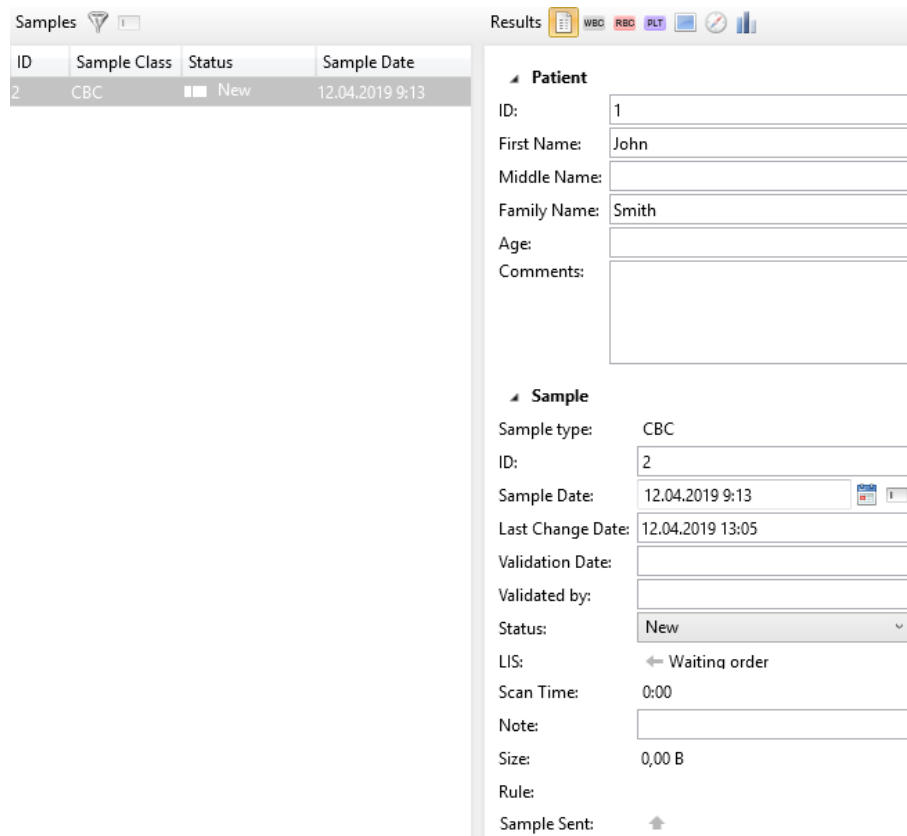 Samples
ID Sample Class Status Sample Date
2 CBC New 12.04.2019 9:13
Results WBC RBC PLT
Patient
ID: 1
First Name: John
Middle Name:
Family Name: Smith
Age:
Comments:
Sample
Sample type: CBC
ID: 2
Sample Date: 12.04.2019 9:13
Last Change Date: 12.04.2019 13:05
Validation Date:
Validated by:
Status: New
LIS: Waiting order
Scan Time: 0:00
Note:
Size: 0,00 B
Rule:
Sample Sent: